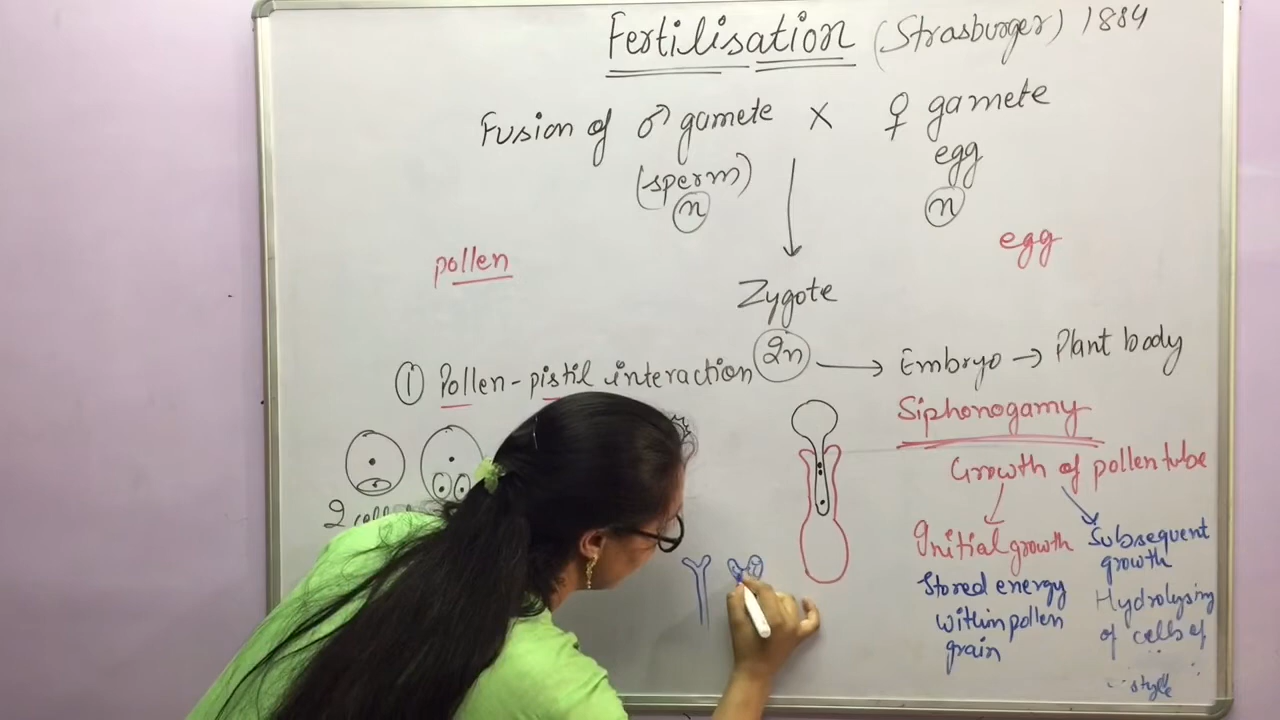 Fertilisation (Strasburger) 1884
Fusion of ♂ gamete X ♀ gamete
(sperm) egg
n n
pollen egg
Zygote
2n → Embryo → Plant body
① Pollen-pistil interaction
Siphonogamy
Growth of pollen tube
Initial growth
Stored energy
within pollen
grain
Subsequent
growth
Hydrolysing
of cells of
style
2